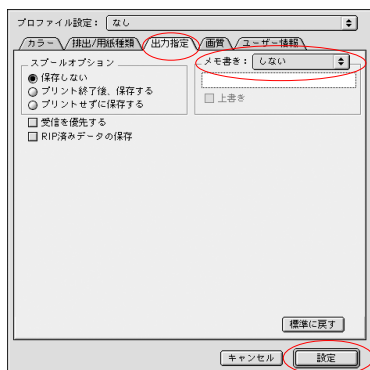 プロファイル設定： なし
カラー 排出/用紙種類 出力指定 画質 ユーザー情報
スプールオプション
保存しない
プリント終了後、保存する
プリントせずに保存する
メモ書き： しない
上書き
受信を優先する
RIP済みデータの保存
標準に戻す
キャンセル 設定